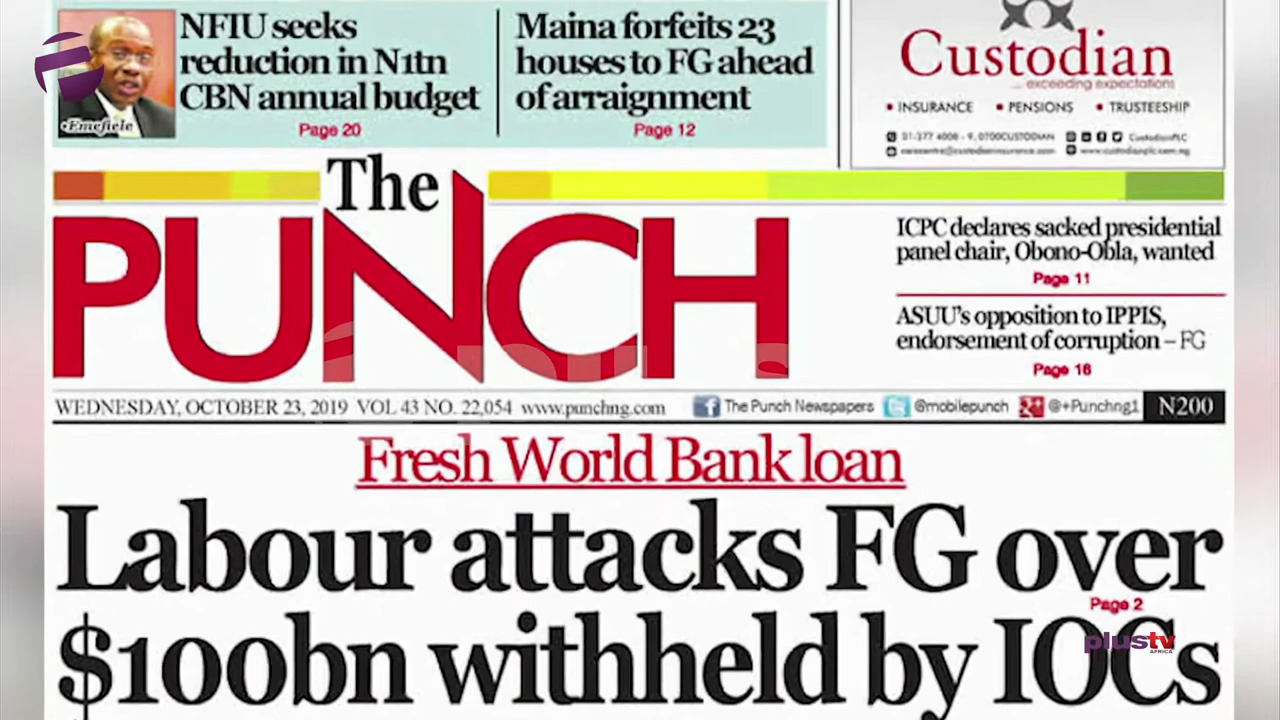 NFIU seeks
reduction in N1tn
CBN annual budget
Page 20
•Emefiele
Maina forfeits 23
houses to FG ahead
of arraignment
Page 12
Custodian
... exceeding expectations
• INSURANCE • PENSIONS • TRUSTEESHIP
CustodianPLC
The
PUNCH
ICPC declares sacked presidential
panel chair, Obono-Obla, wanted
Page 11
ASUU's opposition to IPPIS,
endorsement of corruption – FG
Page 16
WEDNESDAY, OCTOBER 23, 2019 VOL 43 NO. 22,054 www.punchng.com The Punch Newspapers @mobilepunch @+Punchng1 N200
Fresh World Bank loan
Labour attacks FG over
Page 2
$100bn withheld by IOCs
plustv
AFRICA